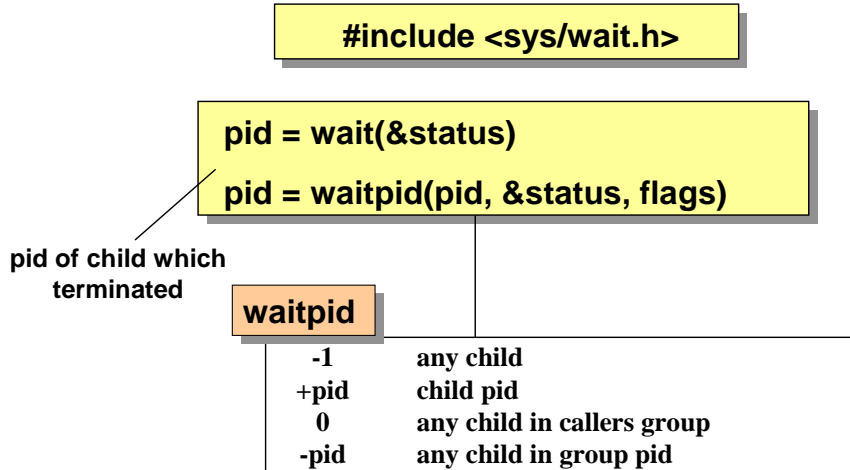 #include <sys/wait.h>
pid = wait(&status)
pid = waitpid(pid, &status, flags)
pid of child which
terminated
waitpid
-1 any child
+pid child pid
0 any child in callers group
-pid any child in group pid